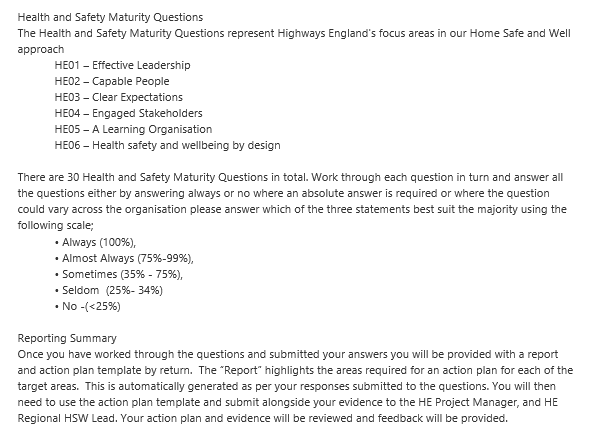 Health and Safety Maturity Questions
The Health and Safety Maturity Questions represent Highways England's focus areas in our Home Safe and Well
approach
HE01 – Effective Leadership
HE02 – Capable People
HE03 – Clear Expectations
HE04 – Engaged Stakeholders
HE05 – A Learning Organisation
HE06 – Health safety and wellbeing by design
There are 30 Health and Safety Maturity Questions in total. Work through each question in turn and answer all
the questions either by answering always or no where an absolute answer is required or where the question
could vary across the organisation please answer which of the three statements best suit the majority using the
following scale;
• Always (100%),
• Almost Always (75%-99%),
• Sometimes (35% - 75%),
• Seldom (25%- 34%)
• No -(<25%)
Reporting Summary
Once you have worked through the questions and submitted your answers you will be provided with a report
and action plan template by return. The "Report" highlights the areas required for an action plan for each of the
target areas. This is automatically generated as per your responses submitted to the questions. You will then
need to use the action plan template and submit alongside your evidence to the HE Project Manager, and HE
Regional HSW Lead. Your action plan and evidence will be reviewed and feedback will be provided.